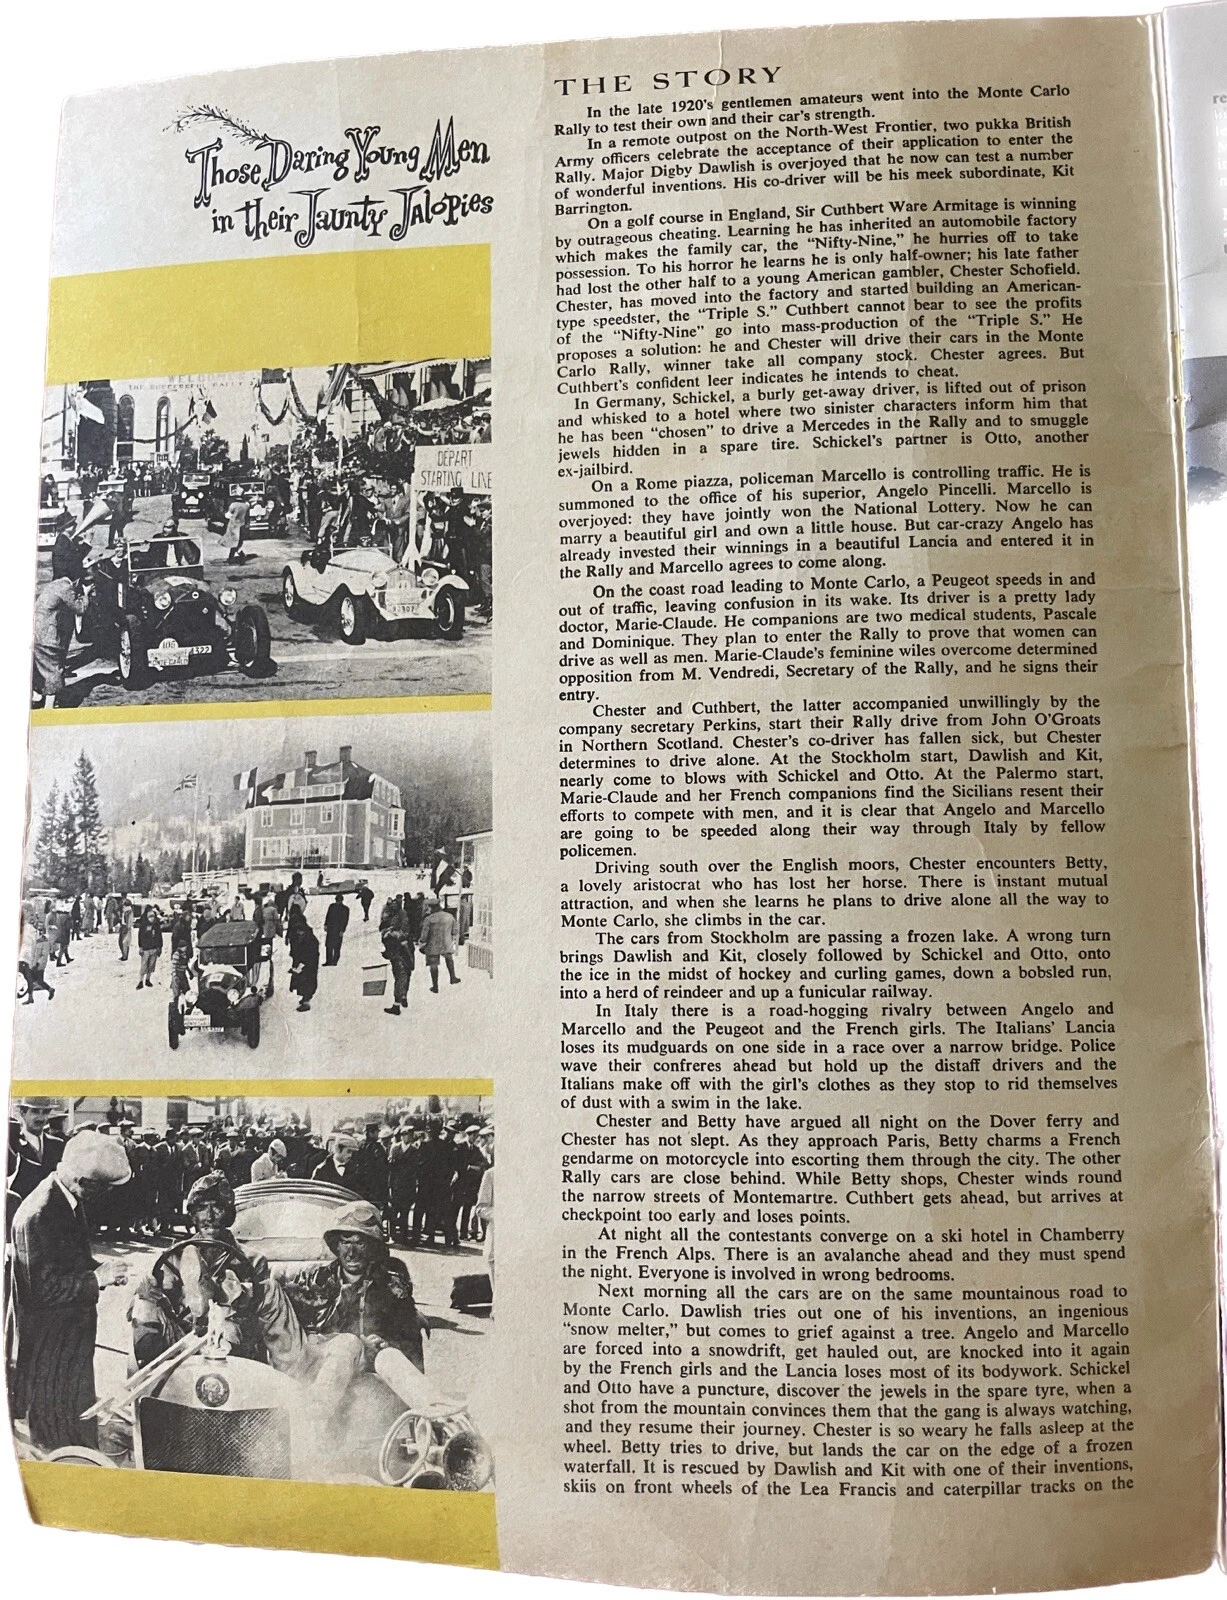 Those Daring Young Men
in their Jaunty Jalopies
WELCO
THE SUCCESSFUL RALLY
DEPART
STARTING LINE
106
4322
307
THE STORY
In the late 1920's gentlemen amateurs went into the Monte Carlo
Rally to test their own and their car's strength.
In a remote outpost on the North-West Frontier, two pukka British
Army officers celebrate the acceptance of their application to enter the
Rally. Major Digby Dawlish is overjoyed that he now can test a number
of wonderful inventions. His co-driver will be his meek subordinate, Kit
Barrington.
On a golf course in England, Sir Cuthbert Ware Armitage is winning
by outrageous cheating. Learning he has inherited an automobile factory
which makes the family car, the "Nifty-Nine," he hurries off to take
possession. To his horror he learns he is only half-owner; his late father
had lost the other half to a young American gambler, Chester Schofield.
Chester, has moved into the factory and started building an American-
type speedster, the "Triple S." Cuthbert cannot bear to see the profits
of the "Nifty-Nine" go into mass-production of the "Triple S." He
proposes a solution: he and Chester will drive their cars in the Monte
Carlo Rally, winner take all company stock. Chester agrees. But
Cuthbert's confident leer indicates he intends to cheat.
In Germany, Schickel, a burly get-away driver, is lifted out of prison
and whisked to a hotel where two sinister characters inform him that
he has been "chosen" to drive a Mercedes in the Rally and to smuggle
jewels hidden in a spare tire. Schickel's partner is Otto, another
ex-jailbird.
On a Rome piazza, policeman Marcello is controlling traffic. He is
summoned to the office of his superior, Angelo Pincelli. Marcello is
overjoyed: they have jointly won the National Lottery. Now he can
marry a beautiful girl and own a little house. But car-crazy Angelo has
already invested their winnings in a beautiful Lancia and entered it in
the Rally and Marcello agrees to come along.
On the coast road leading to Monte Carlo, a Peugeot speeds in and
out of traffic, leaving confusion in its wake. Its driver is a pretty lady
doctor, Marie-Claude. He companions are two medical students, Pascale
and Dominique. They plan to enter the Rally to prove that women can
drive as well as men. Marie-Claude's feminine wiles overcome determined
opposition from M. Vendredi, Secretary of the Rally, and he signs their
entry.
Chester and Cuthbert, the latter accompanied unwillingly by the
company secretary Perkins, start their Rally drive from John O'Groats
in Northern Scotland. Chester's co-driver has fallen sick, but Chester
determines to drive alone. At the Stockholm start, Dawlish and Kit,
nearly come to blows with Schickel and Otto. At the Palermo start,
Marie-Claude and her French companions find the Sicilians resent their
efforts to compete with men, and it is clear that Angelo and Marcello
are going to be speeded along their way through Italy by fellow
policemen.
Driving south over the English moors, Chester encounters Betty,
a lovely aristocrat who has lost her horse. There is instant mutual
attraction, and when she learns he plans to drive alone all the way to
Monte Carlo, she climbs in the car.
The cars from Stockholm are passing a frozen lake. A wrong turn
brings Dawlish and Kit, closely followed by Schickel and Otto, onto
the ice in the midst of hockey and curling games, down a bobsled run,
into a herd of reindeer and up a funicular railway.
In Italy there is a road-hogging rivalry between Angelo and
Marcello and the Peugeot and the French girls. The Italians' Lancia
loses its mudguards on one side in a race over a narrow bridge. Police
wave their confreres ahead but hold up the distaff drivers and the
Italians make off with the girl's clothes as they stop to rid themselves
of dust with a swim in the lake.
Chester and Betty have argued all night on the Dover ferry and
Chester has not slept. As they approach Paris, Betty charms a French
gendarme on motorcycle into escorting them through the city. The other
Rally cars are close behind. While Betty shops, Chester winds round
the narrow streets of Montemartre. Cuthbert gets ahead, but arrives at
checkpoint too early and loses points.
At night all the contestants converge on a ski hotel in Chamberry
in the French Alps. There is an avalanche ahead and they must spend
the night. Everyone is involved in wrong bedrooms.
Next morning all the cars are on the same mountainous road to
Monte Carlo. Dawlish tries out one of his inventions, an ingenious
"snow melter," but comes to grief against a tree. Angelo and Marcello
are forced into a snowdrift, get hauled out, are knocked into it again
by the French girls and the Lancia loses most of its bodywork. Schickel
and Otto have a puncture, discover the jewels in the spare tyre, when a
shot from the mountain convinces them that the gang is always watching,
and they resume their journey. Chester is so weary he falls asleep at the
wheel. Betty tries to drive, but lands the car on the edge of a frozen
waterfall. It is rescued by Dawlish and Kit with one of their inventions,
skiis on front wheels of the Lea Francis and caterpillar tracks on the